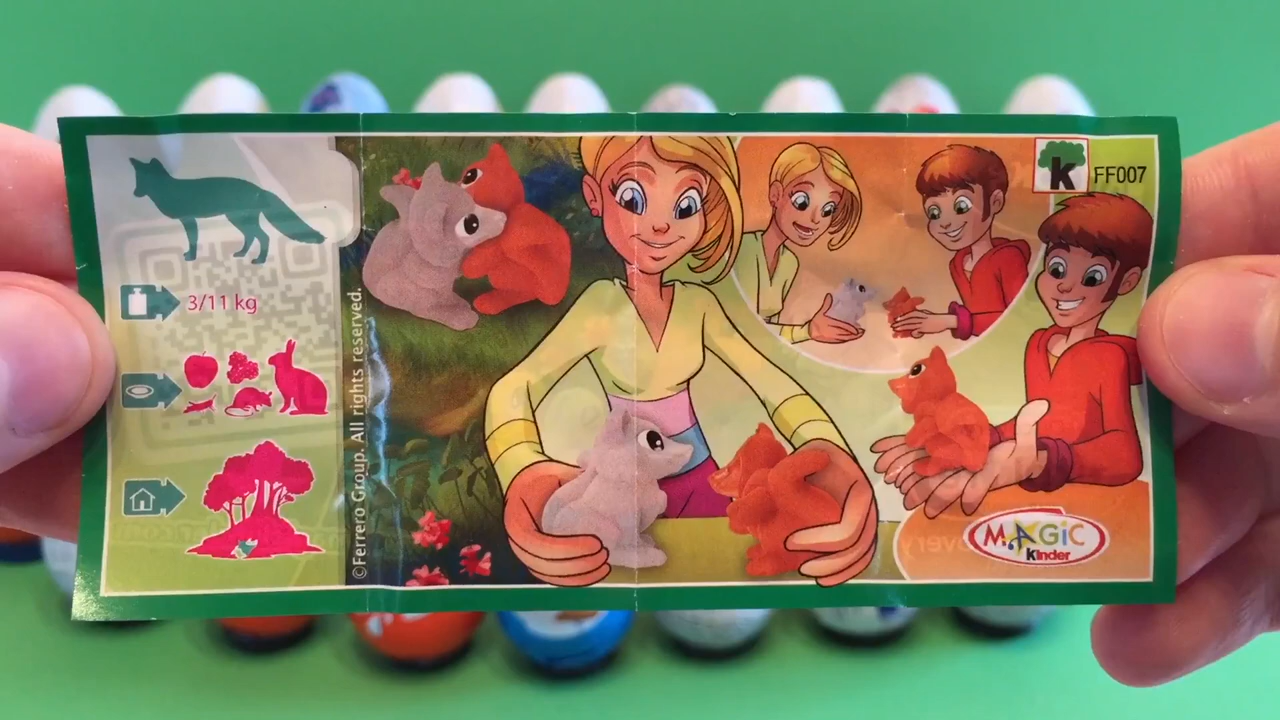 3/11 kg
©Ferrero Group. All rights reserved.
k FF007
MAGIC
kinder